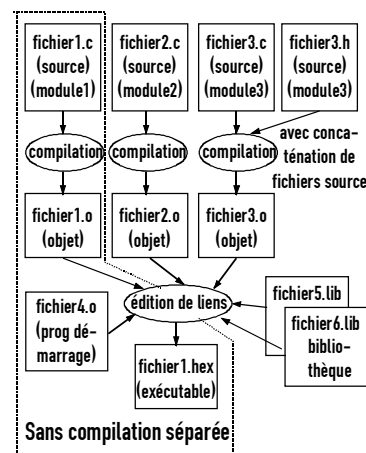 fichier1.c
(source)
(module1)
fichier2.c
(source)
(module2)
fichier3.c
(source)
(module3)
fichier3.h
(source)
(module3)
compilation
compilation
compilation
avec conca-
ténation de
fichiers source
fichier1.o
(objet)
fichier2.o
(objet)
fichier3.o
(objet)
édition de liens
fichier4.o
(prog dé-
marrage)
fichier5.lib
fichier6.lib
biblio-
thèque
fichier1.hex
(exécutable)
Sans compilation séparée